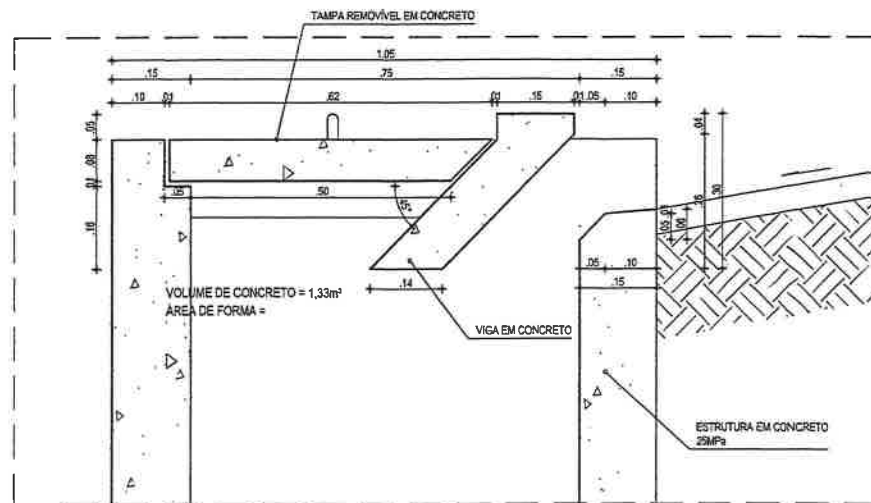 TAMPA REMOVÍVEL EM CONCRETO
1.05
.15 .75 .15
.10 .01 .62 .01 .15 .01 .05 .10
.05
.08
.01
.16
.04
.30
.26
.05 .50
.05 .10
.15
.14
VOLUME DE CONCRETO = 1,33m³
ÁREA DE FORMA =
VIGA EM CONCRETO
ESTRUTURA EM CONCRETO
25MPa